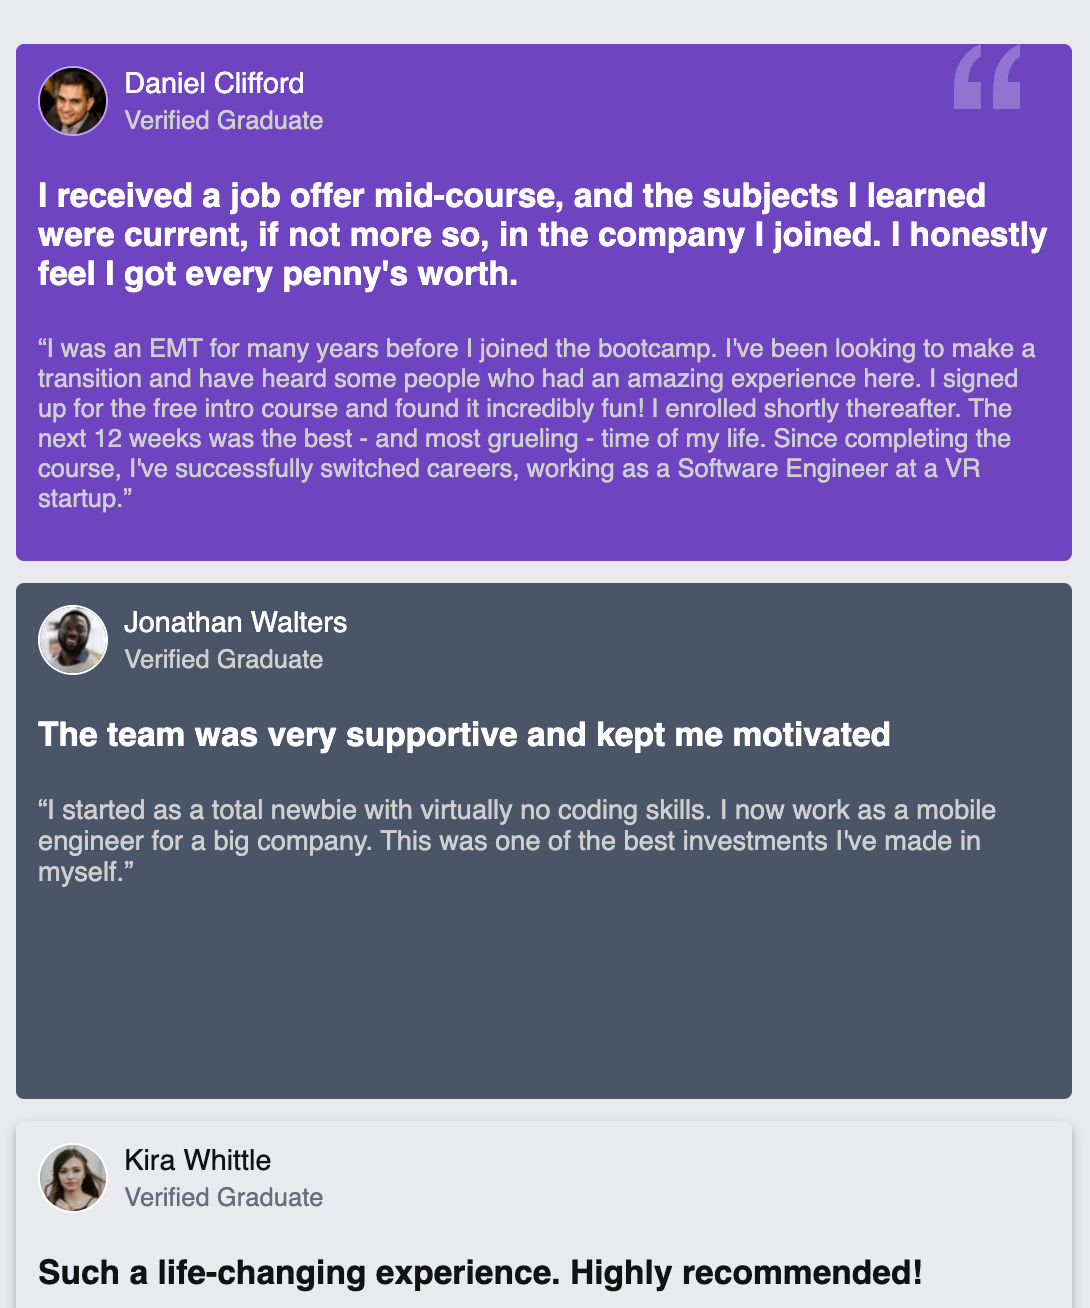 Daniel Clifford
Verified Graduate
I received a job offer mid-course, and the subjects I learned
were current, if not more so, in the company I joined. I honestly
feel I got every penny's worth.
“I was an EMT for many years before I joined the bootcamp. I've been looking to make a
transition and have heard some people who had an amazing experience here. I signed
up for the free intro course and found it incredibly fun! I enrolled shortly thereafter. The
next 12 weeks was the best - and most grueling - time of my life. Since completing the
course, I've successfully switched careers, working as a Software Engineer at a VR
startup.”
Jonathan Walters
Verified Graduate
The team was very supportive and kept me motivated
“I started as a total newbie with virtually no coding skills. I now work as a mobile
engineer for a big company. This was one of the best investments I've made in
myself.”
Kira Whittle
Verified Graduate
Such a life-changing experience. Highly recommended!